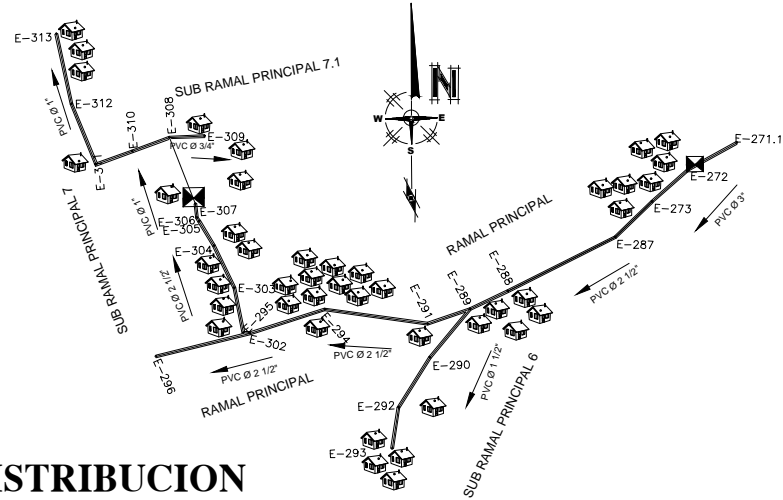 E-313
SUB RAMAL PRINCIPAL 7.1
E-312
PVC Ø 1"
E-310
E-308
E-309
PVC Ø 3/4"
N
W
E
S
E-271.1
E-272
E-273
PVC Ø 3"
E-287
PVC Ø 2 1/2"
RAMAL PRINCIPAL
E-288
E-289
SUB RAMAL PRINCIPAL 7
PVC Ø 1"
E-307
E-306
E-305
E-304
E-303
PVC Ø 2 1/2"
E-295
E-302
E-296
PVC Ø 2 1/2"
RAMAL PRINCIPAL
E-294
PVC Ø 2 1/2"
E-291
E-290
PVC Ø 1 1/2"
E-292
E-293
SUB RAMAL PRINCIPAL 6
ISTRIBUCION